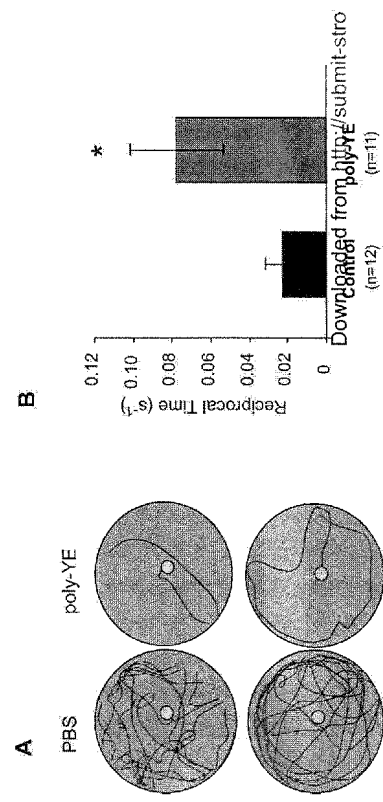 A
PBS
poly-YE
B
Reciprocal Time (s⁻¹)
0.12
0.10
0.08
0.06
0.04
0.02
0
*
Control
poly-YE
(n=12)
(n=11)
Downloaded from http://submit-stro